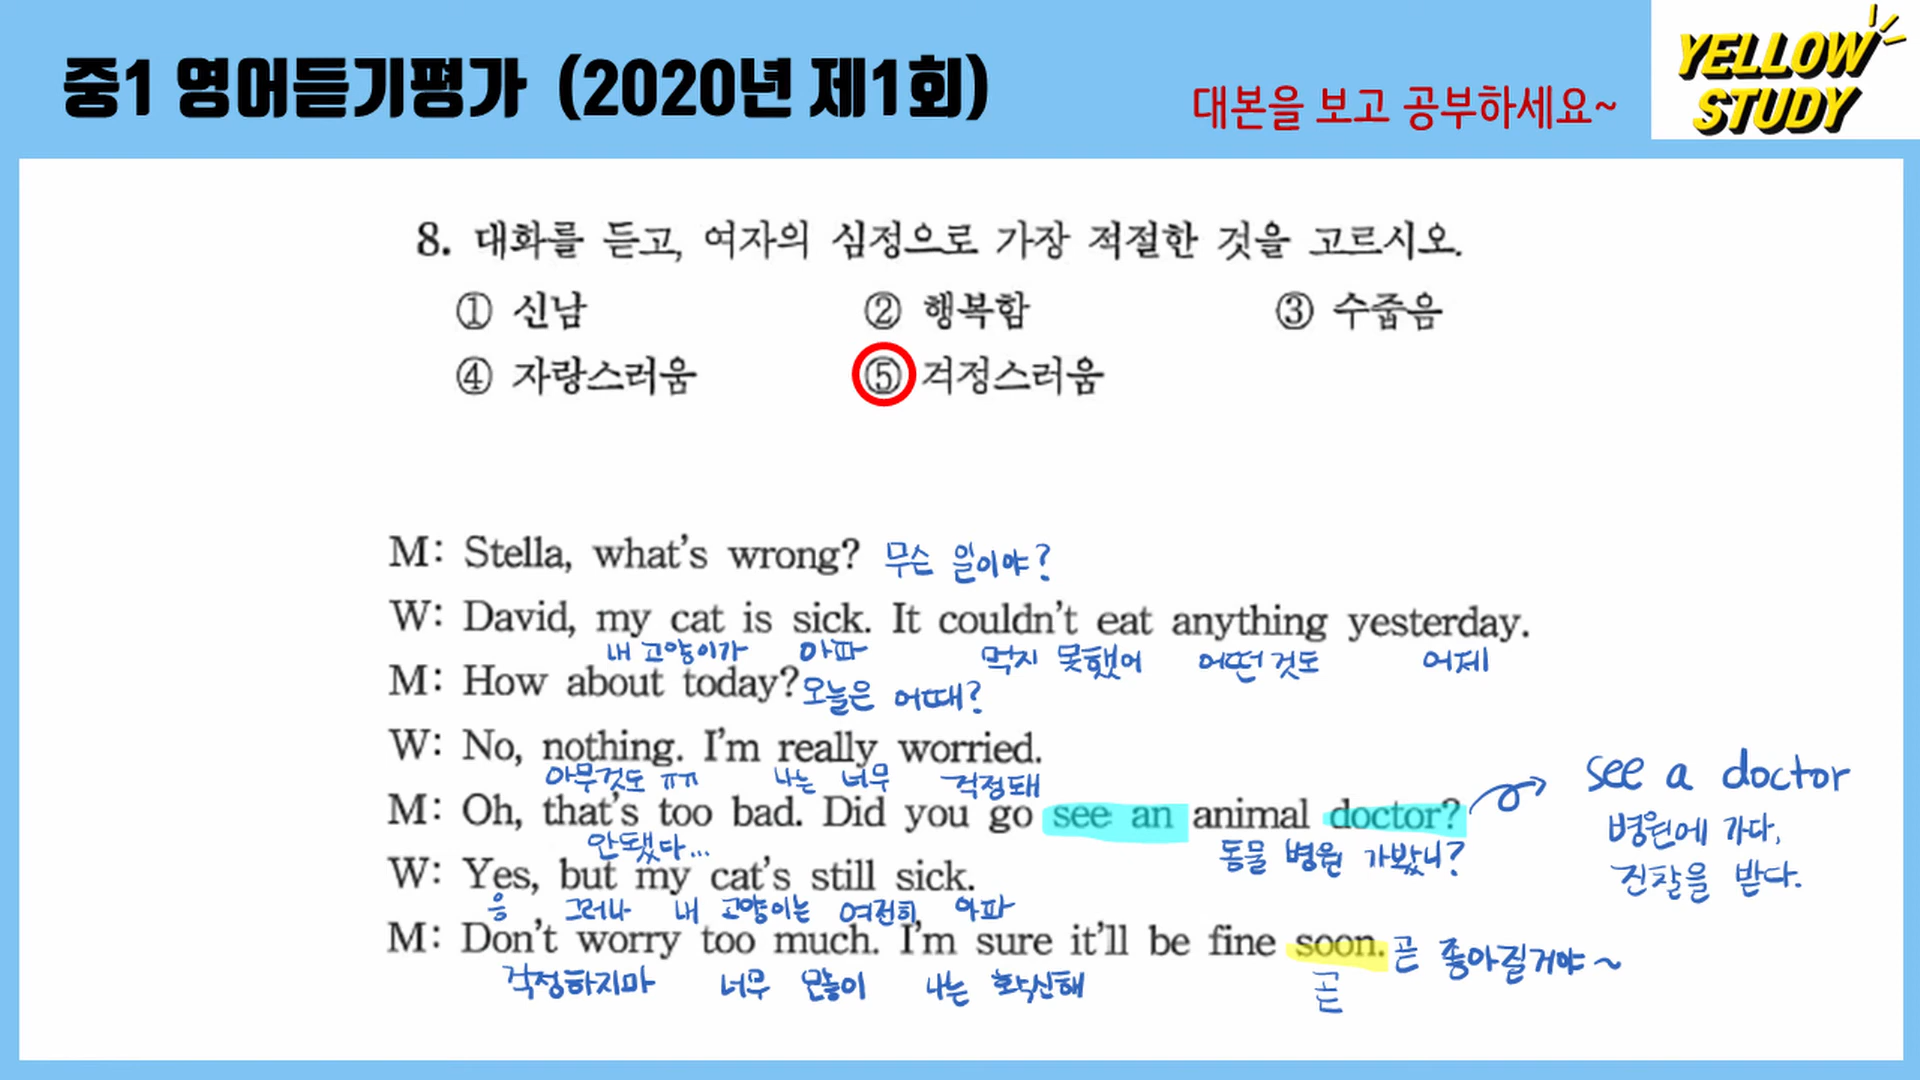 중1 영어듣기평가 (2020년 제1회)
대본을 보고 공부하세요~
YELLOW
STUDY
8. 대화를 듣고, 여자의 심정으로 가장 적절한 것을 고르시오.
① 신남 ② 행복함 ③ 수줍음
④ 자랑스러움 ⑤ 걱정스러움
M: Stella, what's wrong? 무슨 일이야?
W: David, my cat is sick. It couldn't eat anything yesterday.
내 고양이가 아파 먹지 못했어 어떤 것도 어제
M: How about today? 오늘은 어때?
W: No, nothing. I'm really worried.
아무것도 ㅠㅠ 나는 너무 걱정돼
M: Oh, that's too bad. Did you go see an animal doctor?
안됐다... 동물 병원 가봤니?
see a doctor
병원에 가다,
진찰을 받다.
W: Yes, but my cat's still sick.
응 그러나 내 고양이는 여전히 아파
M: Don't worry too much. I'm sure it'll be fine soon. 곧 좋아질거야~
걱정하지마 너무 많이 나는 확신해 곧